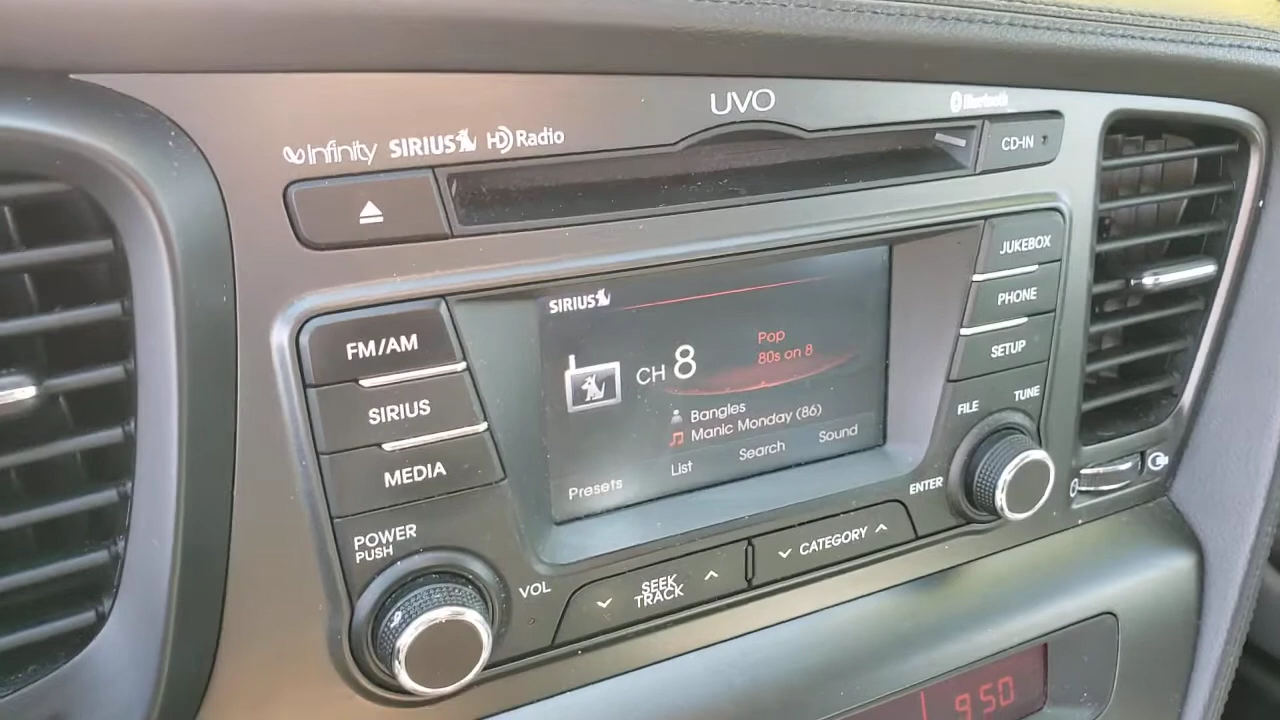 UVO
Bluetooth
Infinity SIRIUS HD Radio
CD-IN
JUKEBOX
PHONE
SETUP
FM/AM
SIRIUS
MEDIA
SIRIUS
CH 8
Pop
80s on 8
Bangles
Manic Monday (86)
Presets List Search Sound
FILE TUNE
ENTER
POWER
PUSH
VOL
SEEK
TRACK
CATEGORY
9:50